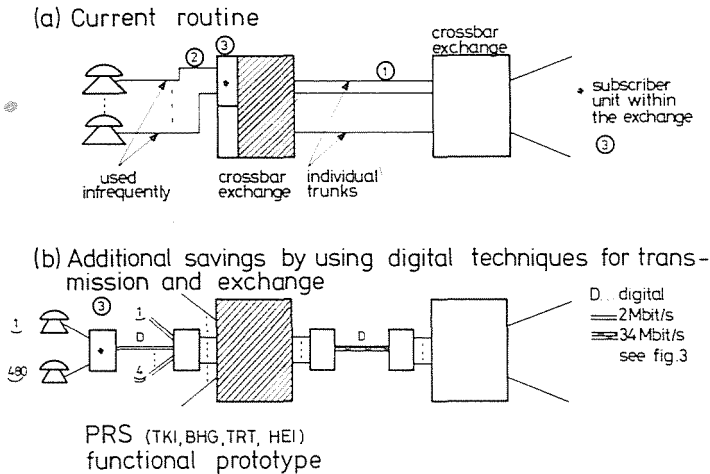 (a) Current routine
crossbar
exchange
③
②
①
• subscriber
unit within
the exchange
③
used
infrequently
crossbar
exchange
individual
trunks
(b) Additional savings by using digital techniques for trans-
mission and exchange
③
1
D
1
480
4
D
D... digital
2Mbit/s
34Mbit/s
see fig.3
PRS (TKI, BHG, TRT, HEI)
functional prototype